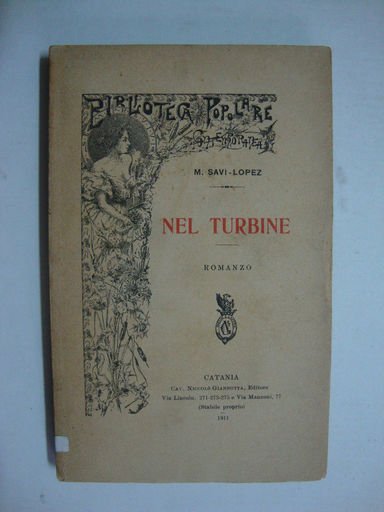 BIBLIOTECA POPOLARE
CONTEMPORANEA
M. SAVI-LOPEZ
NEL TURBINE
ROMANZO
CATANIA
CAV. NICCOLÒ GIANNOTTA, Editore
Via Lincoln, 271-273-275 e Via Manzoni, 77
(Stabile proprio)
1911